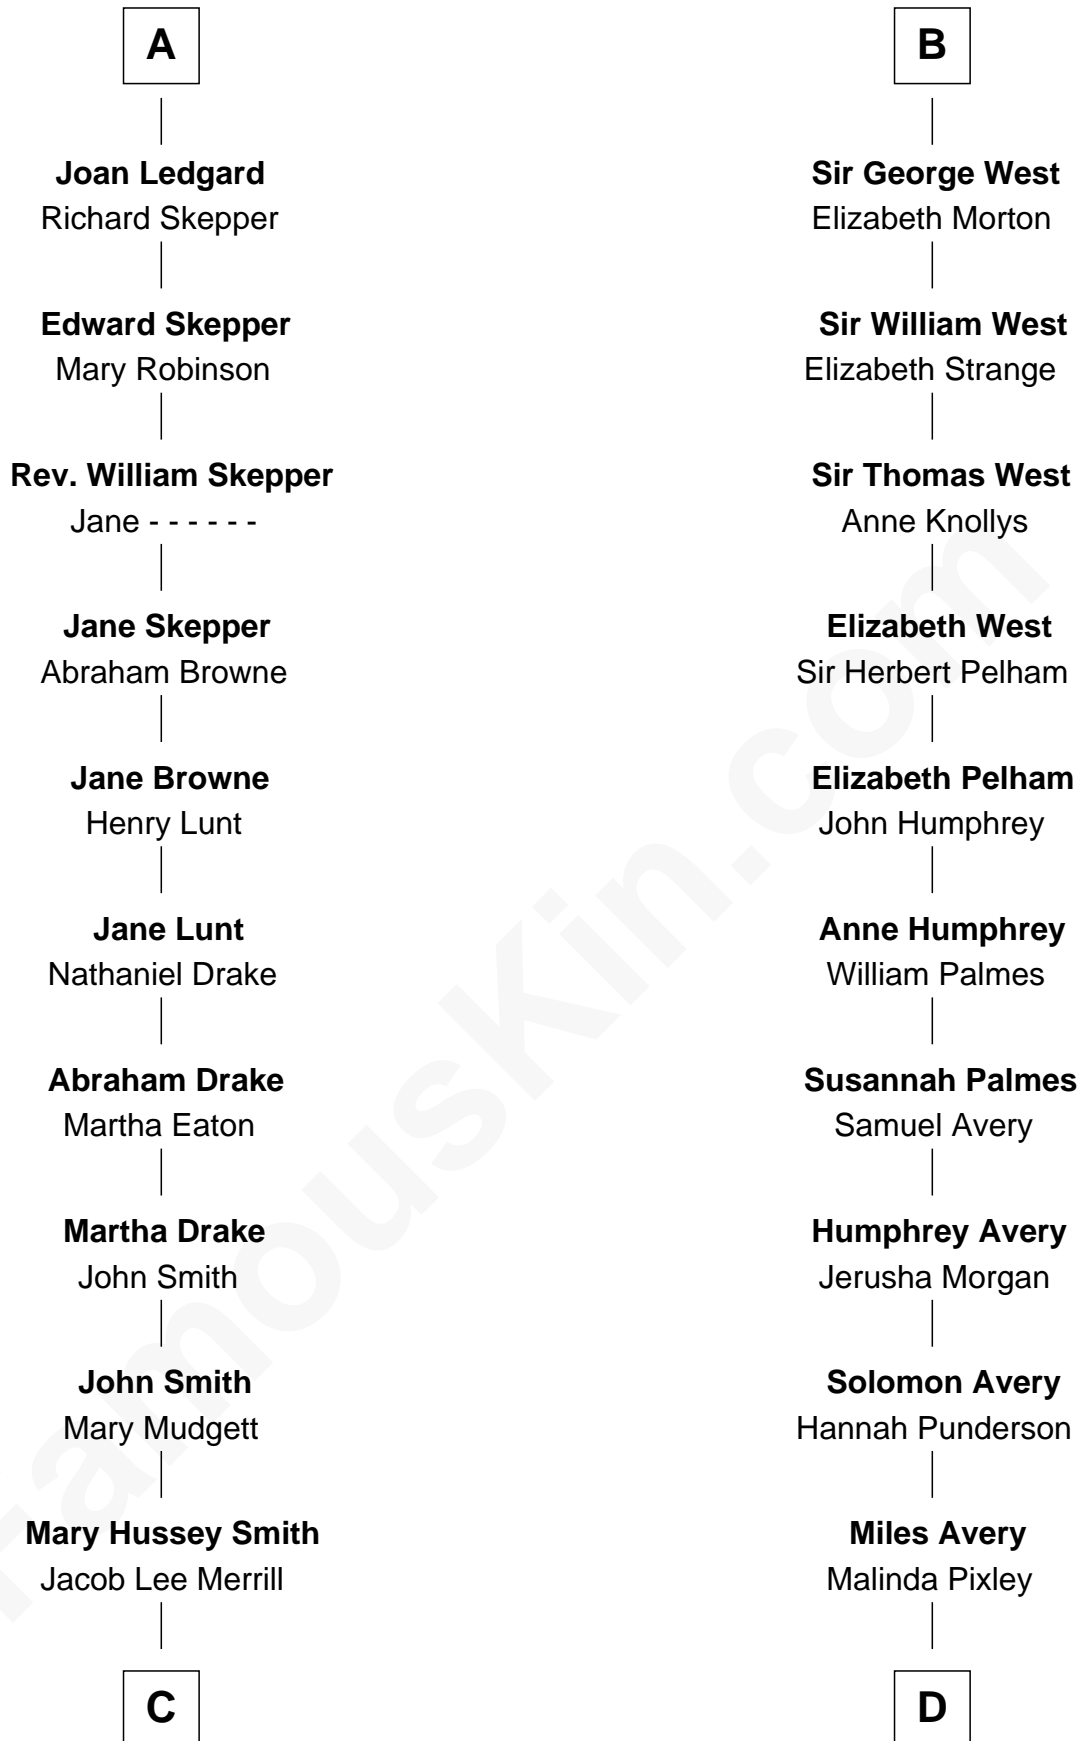 A
Joan Ledgard
Richard Skepper
Edward Skepper
Mary Robinson
Rev. William Skepper
Jane - - - - - -
Jane Skepper
Abraham Browne
Jane Browne
Henry Lunt
Jane Lunt
Nathaniel Drake
Abraham Drake
Martha Eaton
Martha Drake
John Smith
John Smith
Mary Mudgett
Mary Hussey Smith
Jacob Lee Merrill
C
B
Sir George West
Elizabeth Morton
Sir William West
Elizabeth Strange
Sir Thomas West
Anne Knollys
Elizabeth West
Sir Herbert Pelham
Elizabeth Pelham
John Humphrey
Anne Humphrey
William Palmes
Susannah Palmes
Samuel Avery
Humphrey Avery
Jerusha Morgan
Solomon Avery
Hannah Punderson
Miles Avery
Malinda Pixley
D
FamousKin.com